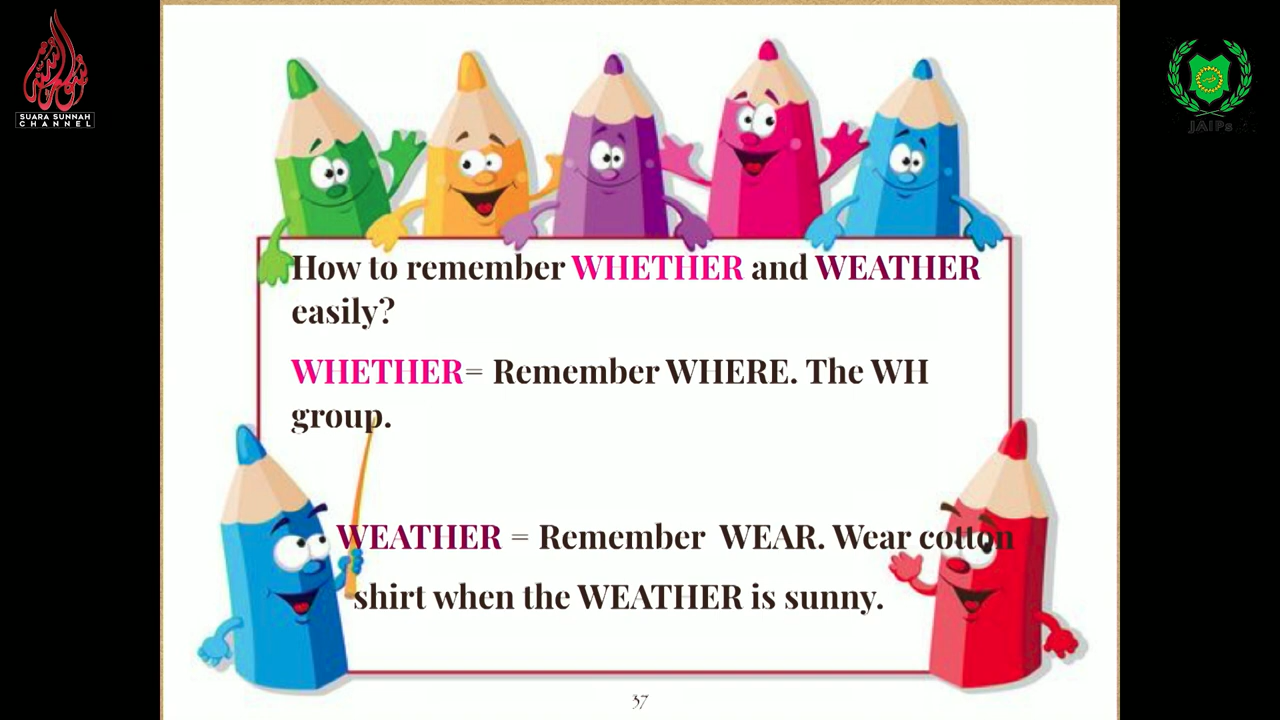 SUARA SUNNAH
CHANNEL
JAIPs
How to remember WHETHER and WEATHER
easily?
WHETHER= Remember WHERE. The WH
group.
WEATHER = Remember WEAR. Wear cotton
shirt when the WEATHER is sunny.
37